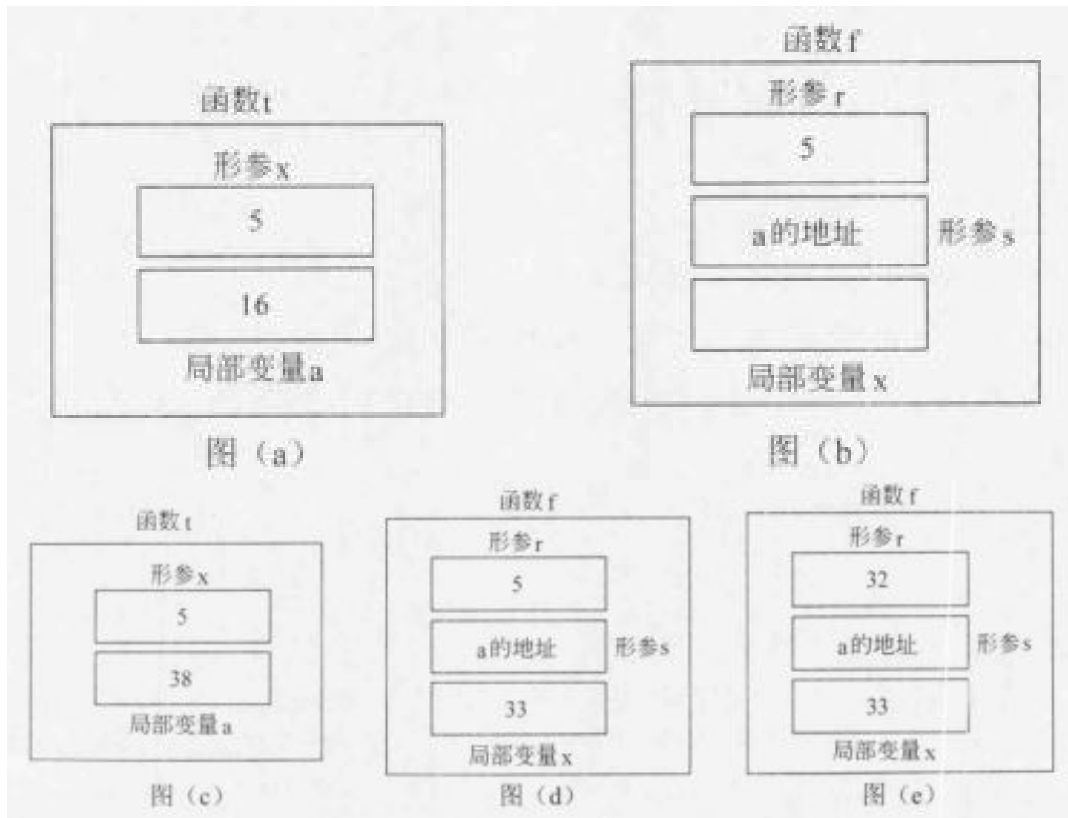 函数t
形参x
5
16
局部变量a
图（a）
函数f
形参r
5
a的地址 形参s
局部变量x
图（b）
函数t
形参x
5
38
局部变量a
图（c）
函数f
形参r
5
a的地址 形参s
33
局部变量x
图（d）
函数f
形参r
32
a的地址 形参s
33
局部变量x
图（e）